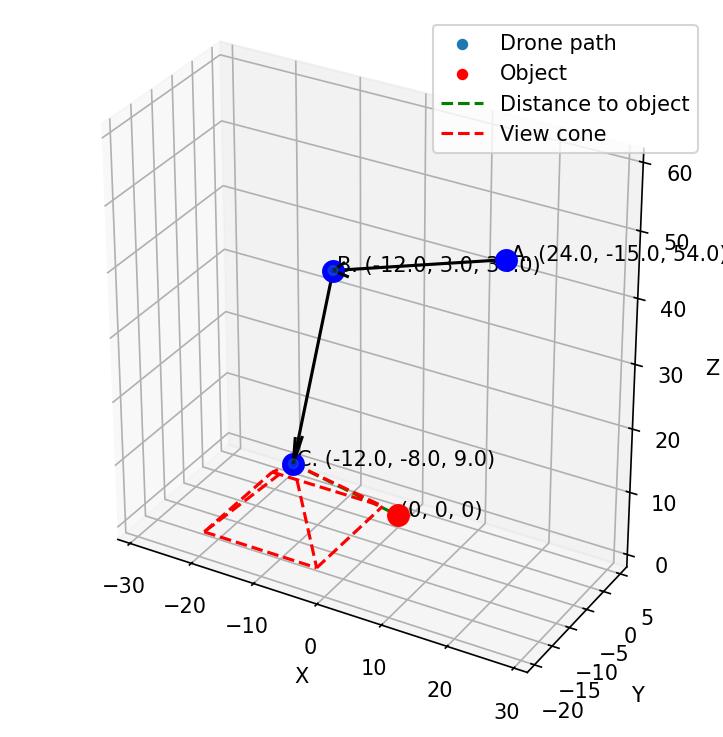 Drone path
Object
Distance to object
View cone
A. (24.0, -15.0, 54.0)
B. (-12.0, 3.0, 3
.0)
C. (-12.0, -8.0, 9.0)
(0, 0, 0)
60
50
40
30
20
10
0
Z
−30
−20
−10
0
10
20
30
X
5
0
−5
−10
−15
−20
Y